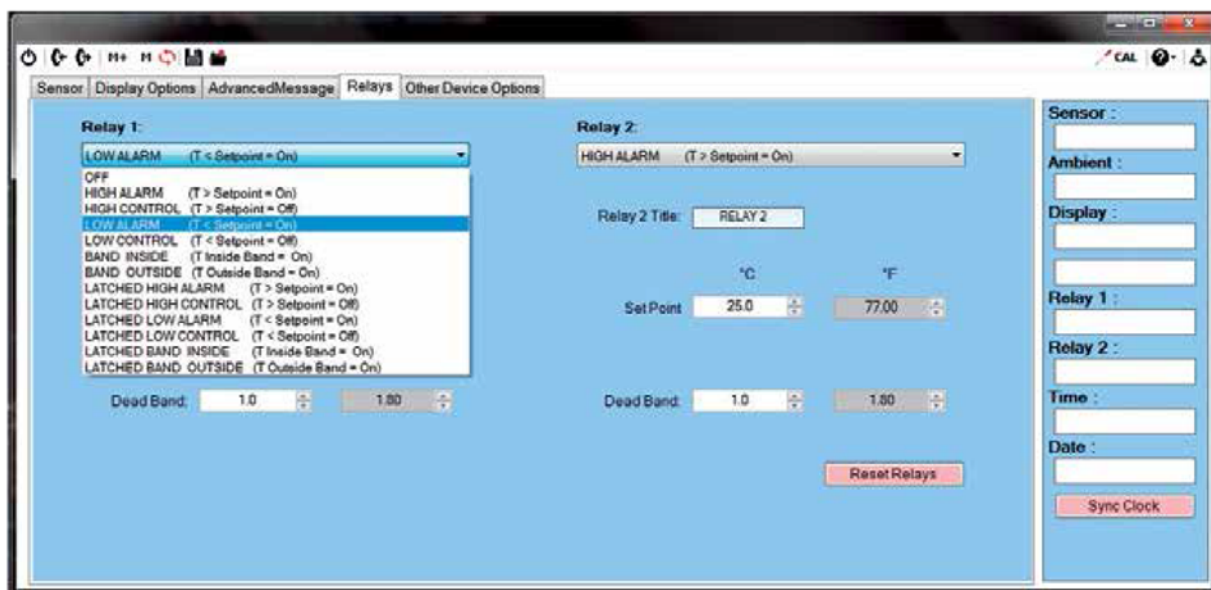 M+ M CAL
Sensor Display Options AdvancedMessage Relays Other Device Options
Relay 1:
LOW ALARM (T < Setpoint = On)
OFF
HIGH ALARM (T > Setpoint = On)
HIGH CONTROL (T > Setpoint = Off)
LOW ALARM (T < Setpoint = On)
LOW CONTROL (T < Setpoint = Off)
BAND INSIDE (T Inside Band = On)
BAND OUTSIDE (T Outside Band = On)
LATCHED HIGH ALARM (T > Setpoint = On)
LATCHED HIGH CONTROL (T > Setpoint = Off)
LATCHED LOW ALARM (T < Setpoint = On)
LATCHED LOW CONTROL (T < Setpoint = Off)
LATCHED BAND INSIDE (T Inside Band = On)
LATCHED BAND OUTSIDE (T Outside Band = On)
Dead Band: 1.0 1.80
Relay 2:
HIGH ALARM (T > Setpoint = On)
Relay 2 Title: RELAY 2
°C °F
Set Point 25.0 77.00
Dead Band: 1.0 1.80
Reset Relays
Sensor :
Ambient :
Display :
Relay 1 :
Relay 2 :
Time :
Date :
Sync Clock